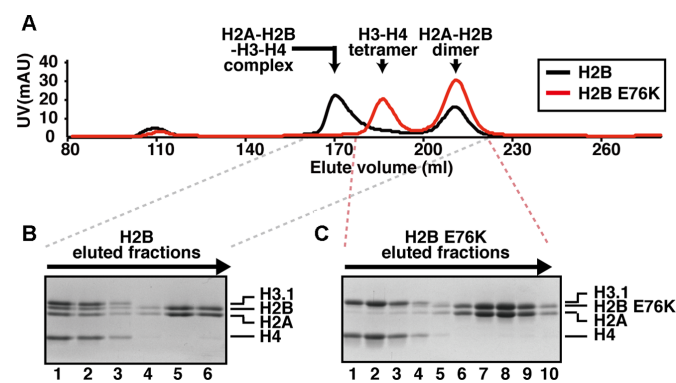 A
H2A-H2B
-H3-H4
complex
H3-H4
tetramer
H2A-H2B
dimer
H2B
H2B E76K
UV(mAU)
40
30
20
10
0
80 110 140 170 200 230 260
Elute volume (ml)
B
H2B
eluted fractions
H3.1
H2B
H2A
H4
1 2 3 4 5 6
C
H2B E76K
eluted fractions
H3.1
H2B E76K
H2A
H4
1 2 3 4 5 6 7 8 9 10